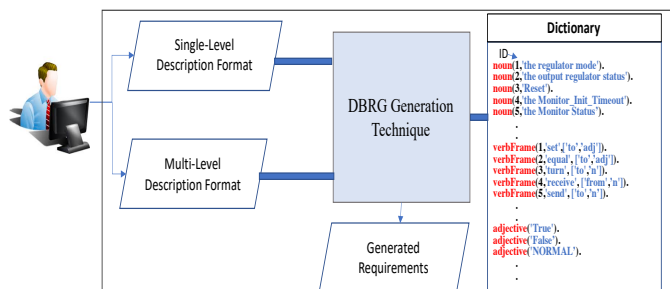 Single-Level
Description Format
Multi-Level
Description Format
DBRG Generation
Technique
Generated
Requirements
Dictionary
ID
noun(1,'the regulator mode').
noun(2,'the output regulator status').
noun(3,'Reset').
noun(4,'the Monitor_Init_Timeout').
noun(5,'the Monitor Status').
.
.
verbFrame(1,'set',['to','adj']).
verbFrame(2,'equal', ['to','adj']).
verbFrame(3,'turn', ['to','n']).
verbFrame(4,'receive', ['from','n']).
verbFrame(5,'send', ['to','n']).
.
.
adjective('True').
adjective('False').
adjective('NORMAL').
.
.